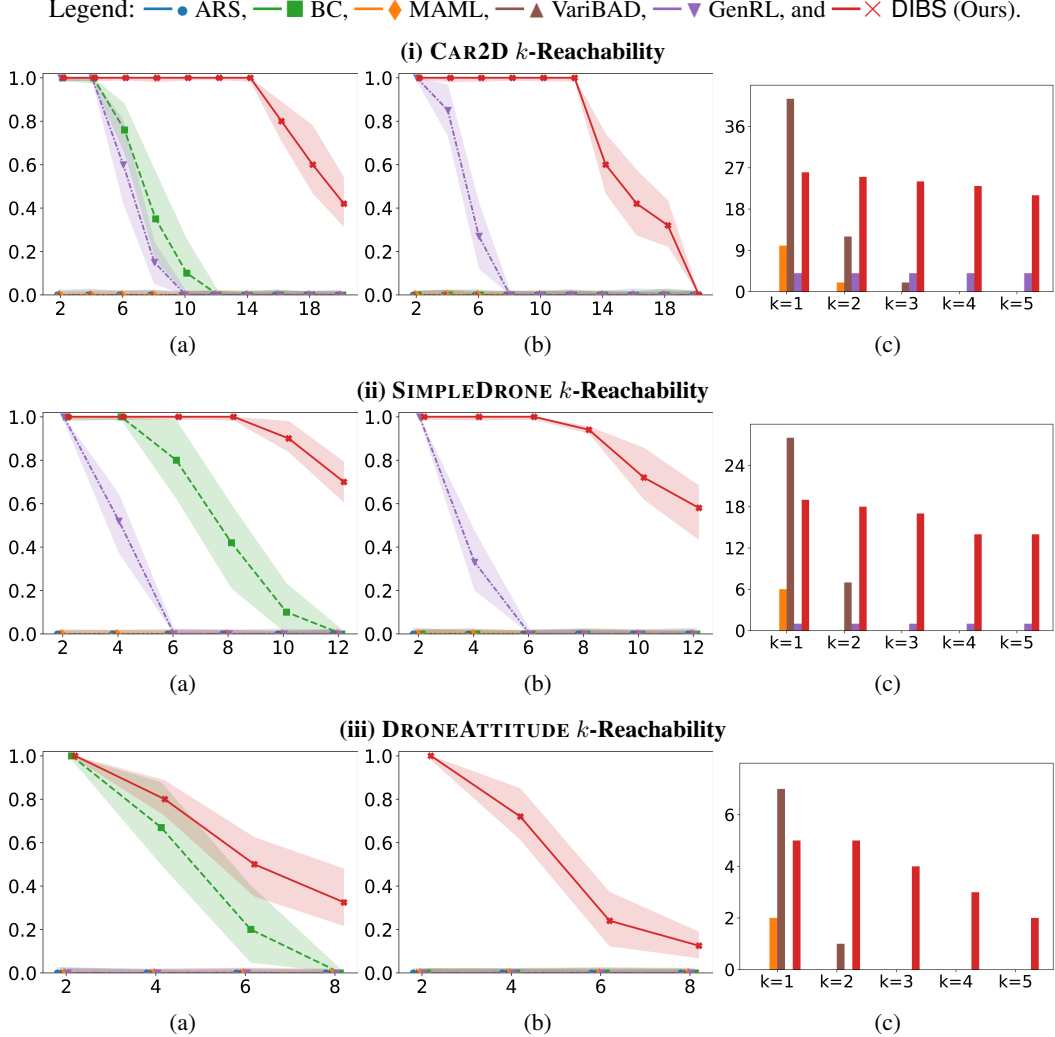 Legend: ARS, BC, MAML, VariBAD, GenRL, and DIBS (Ours).
(i) CAR2D k-Reachability
1.0
0.8
0.6
0.4
0.2
0.0
2 6 10 14 18
(a)
1.0
0.8
0.6
0.4
0.2
0.0
2 6 10 14 18
(b)
36
27
18
9
0
k=1 k=2 k=3 k=4 k=5
(c)
(ii) SIMPLEDRONE k-Reachability
1.0
0.8
0.6
0.4
0.2
0.0
2 4 6 8 10 12
(a)
1.0
0.8
0.6
0.4
0.2
0.0
2 4 6 8 10 12
(b)
24
18
12
6
0
k=1 k=2 k=3 k=4 k=5
(c)
(iii) DRONEATTITUDE k-Reachability
1.0
0.8
0.6
0.4
0.2
0.0
2 4 6 8
(a)
1.0
0.8
0.6
0.4
0.2
0.0
2 4 6 8
(b)
6
4
2
0
k=1 k=2 k=3 k=4 k=5
(c)